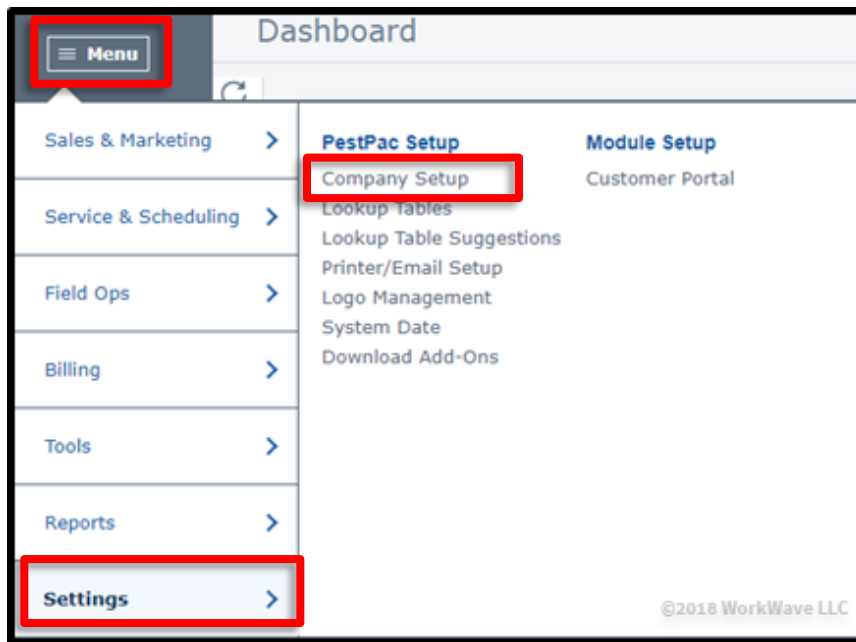 Dashboard
≡ Menu
Sales & Marketing
Service & Scheduling
Field Ops
Billing
Tools
Reports
Settings
PestPac Setup
Company Setup
Lookup Tables
Lookup Table Suggestions
Printer/Email Setup
Logo Management
System Date
Download Add-Ons
Module Setup
Customer Portal
©2018 WorkWave LLC